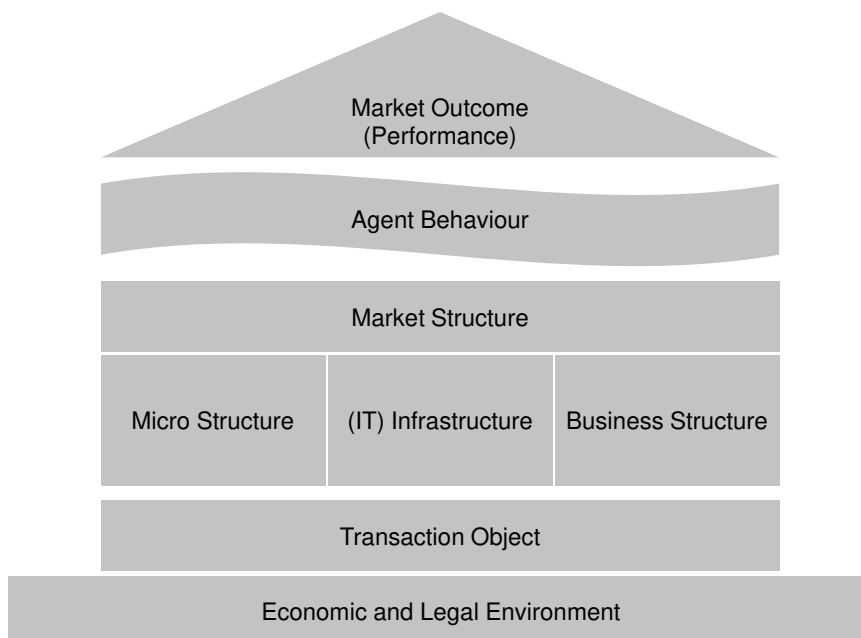 Market Outcome
(Performance)
Agent Behaviour
Market Structure
Micro Structure
(IT) Infrastructure
Business Structure
Transaction Object
Economic and Legal Environment